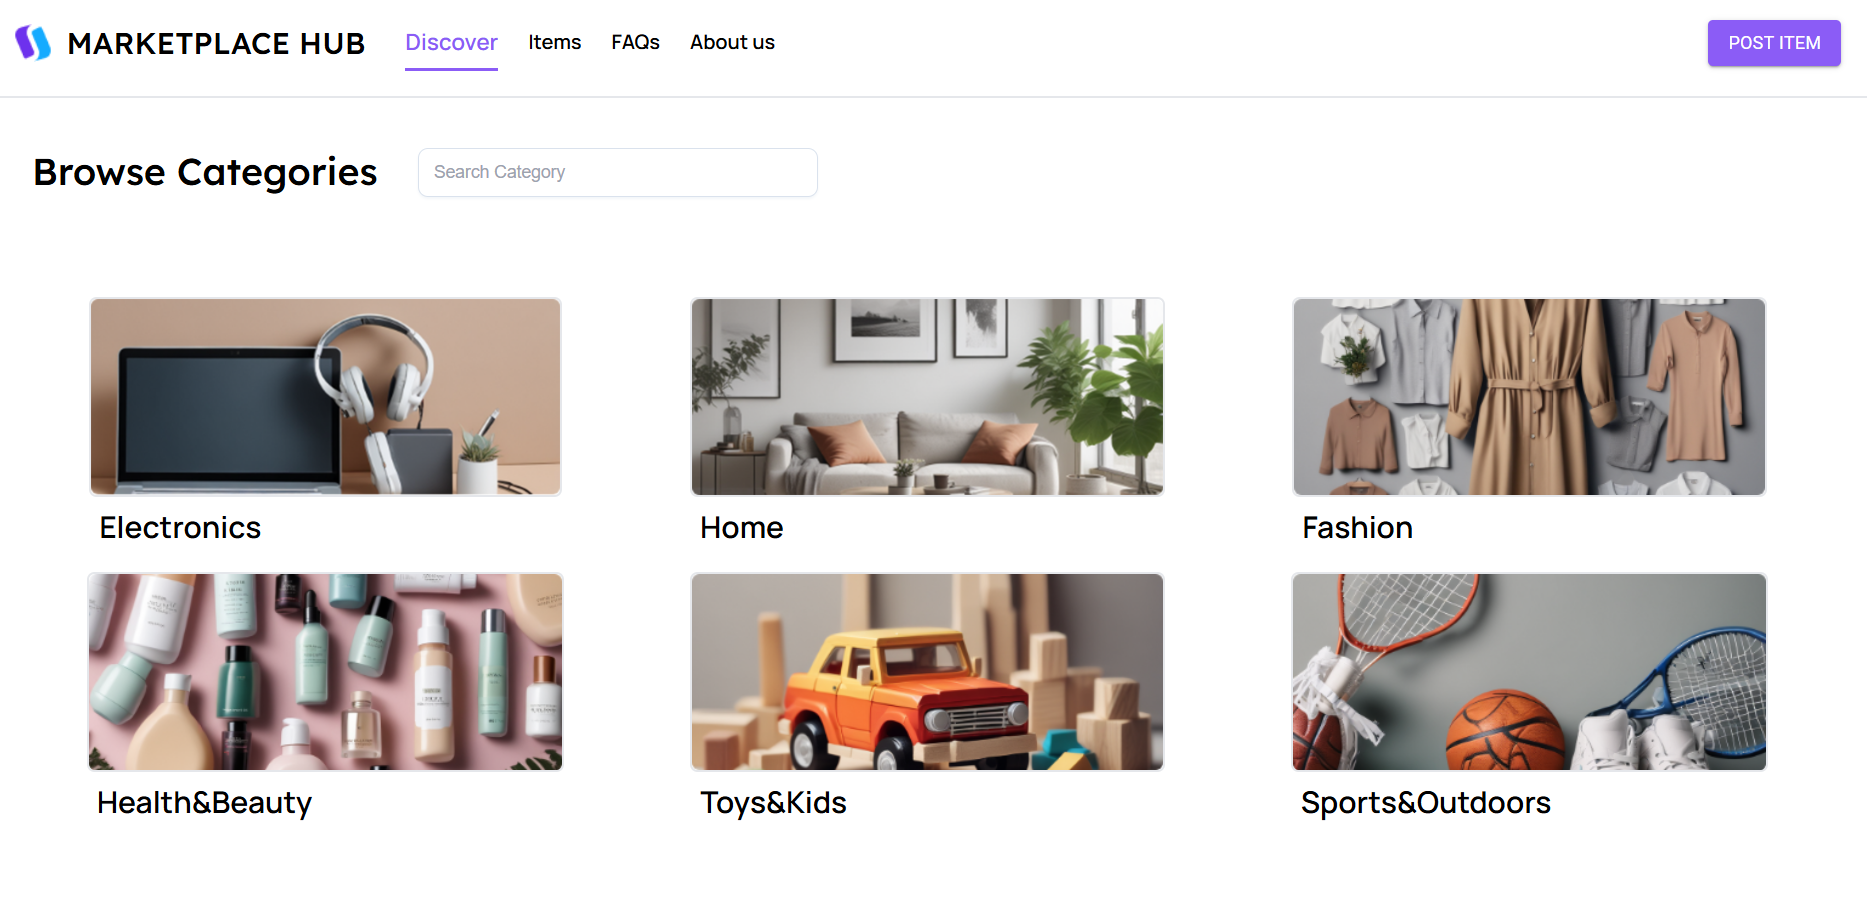 MARKETPLACE HUB
Discover
Items
FAQs
About us
POST ITEM
Browse Categories
Search Category
Electronics
Home
Fashion
Health&Beauty
Toys&Kids
Sports&Outdoors